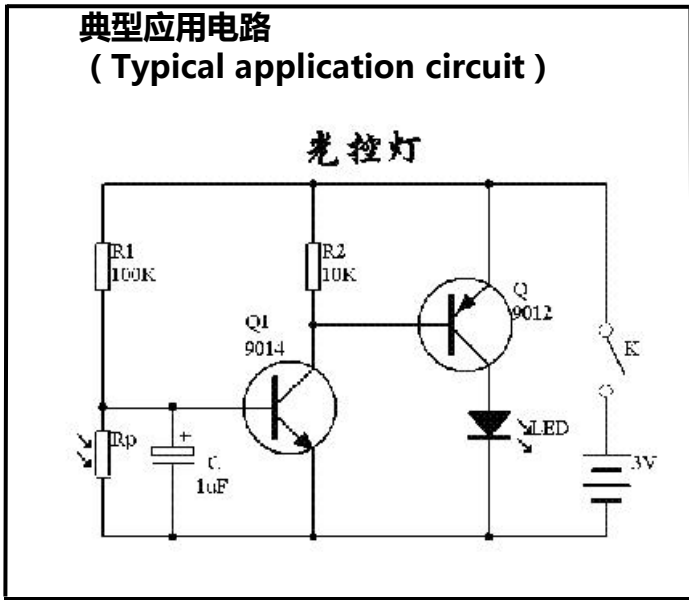 典型应用电路
（Typical application circuit）
光控灯
R1
100K
R2
10K
Q
9012
Q1
9014
K
Rp
+
C
1uF
LED
3V